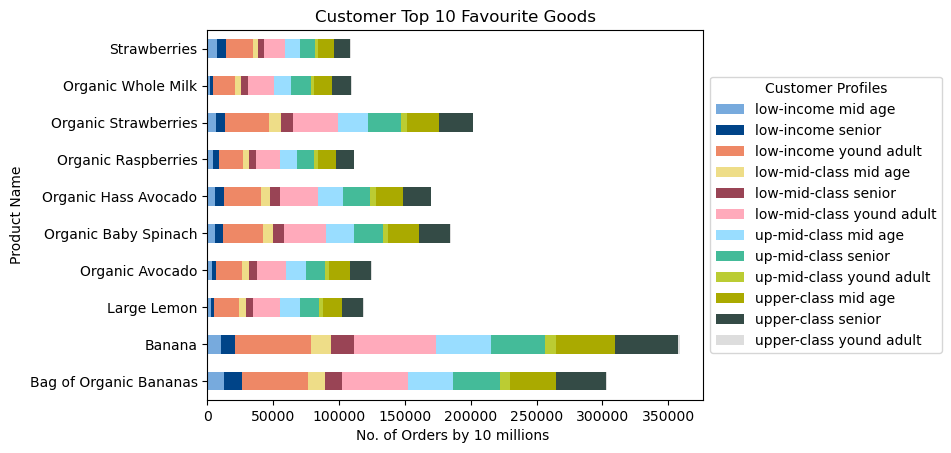 Customer Top 10 Favourite Goods
Product Name
Strawberries
Organic Whole Milk
Organic Strawberries
Organic Raspberries
Organic Hass Avocado
Organic Baby Spinach
Organic Avocado
Large Lemon
Banana
Bag of Organic Bananas
0 50000 100000 150000 200000 250000 300000 350000
No. of Orders by 10 millions
Customer Profiles
low-income mid age
low-income senior
low-income yound adult
low-mid-class mid age
low-mid-class senior
low-mid-class yound adult
up-mid-class mid age
up-mid-class senior
up-mid-class yound adult
upper-class mid age
upper-class senior
upper-class yound adult